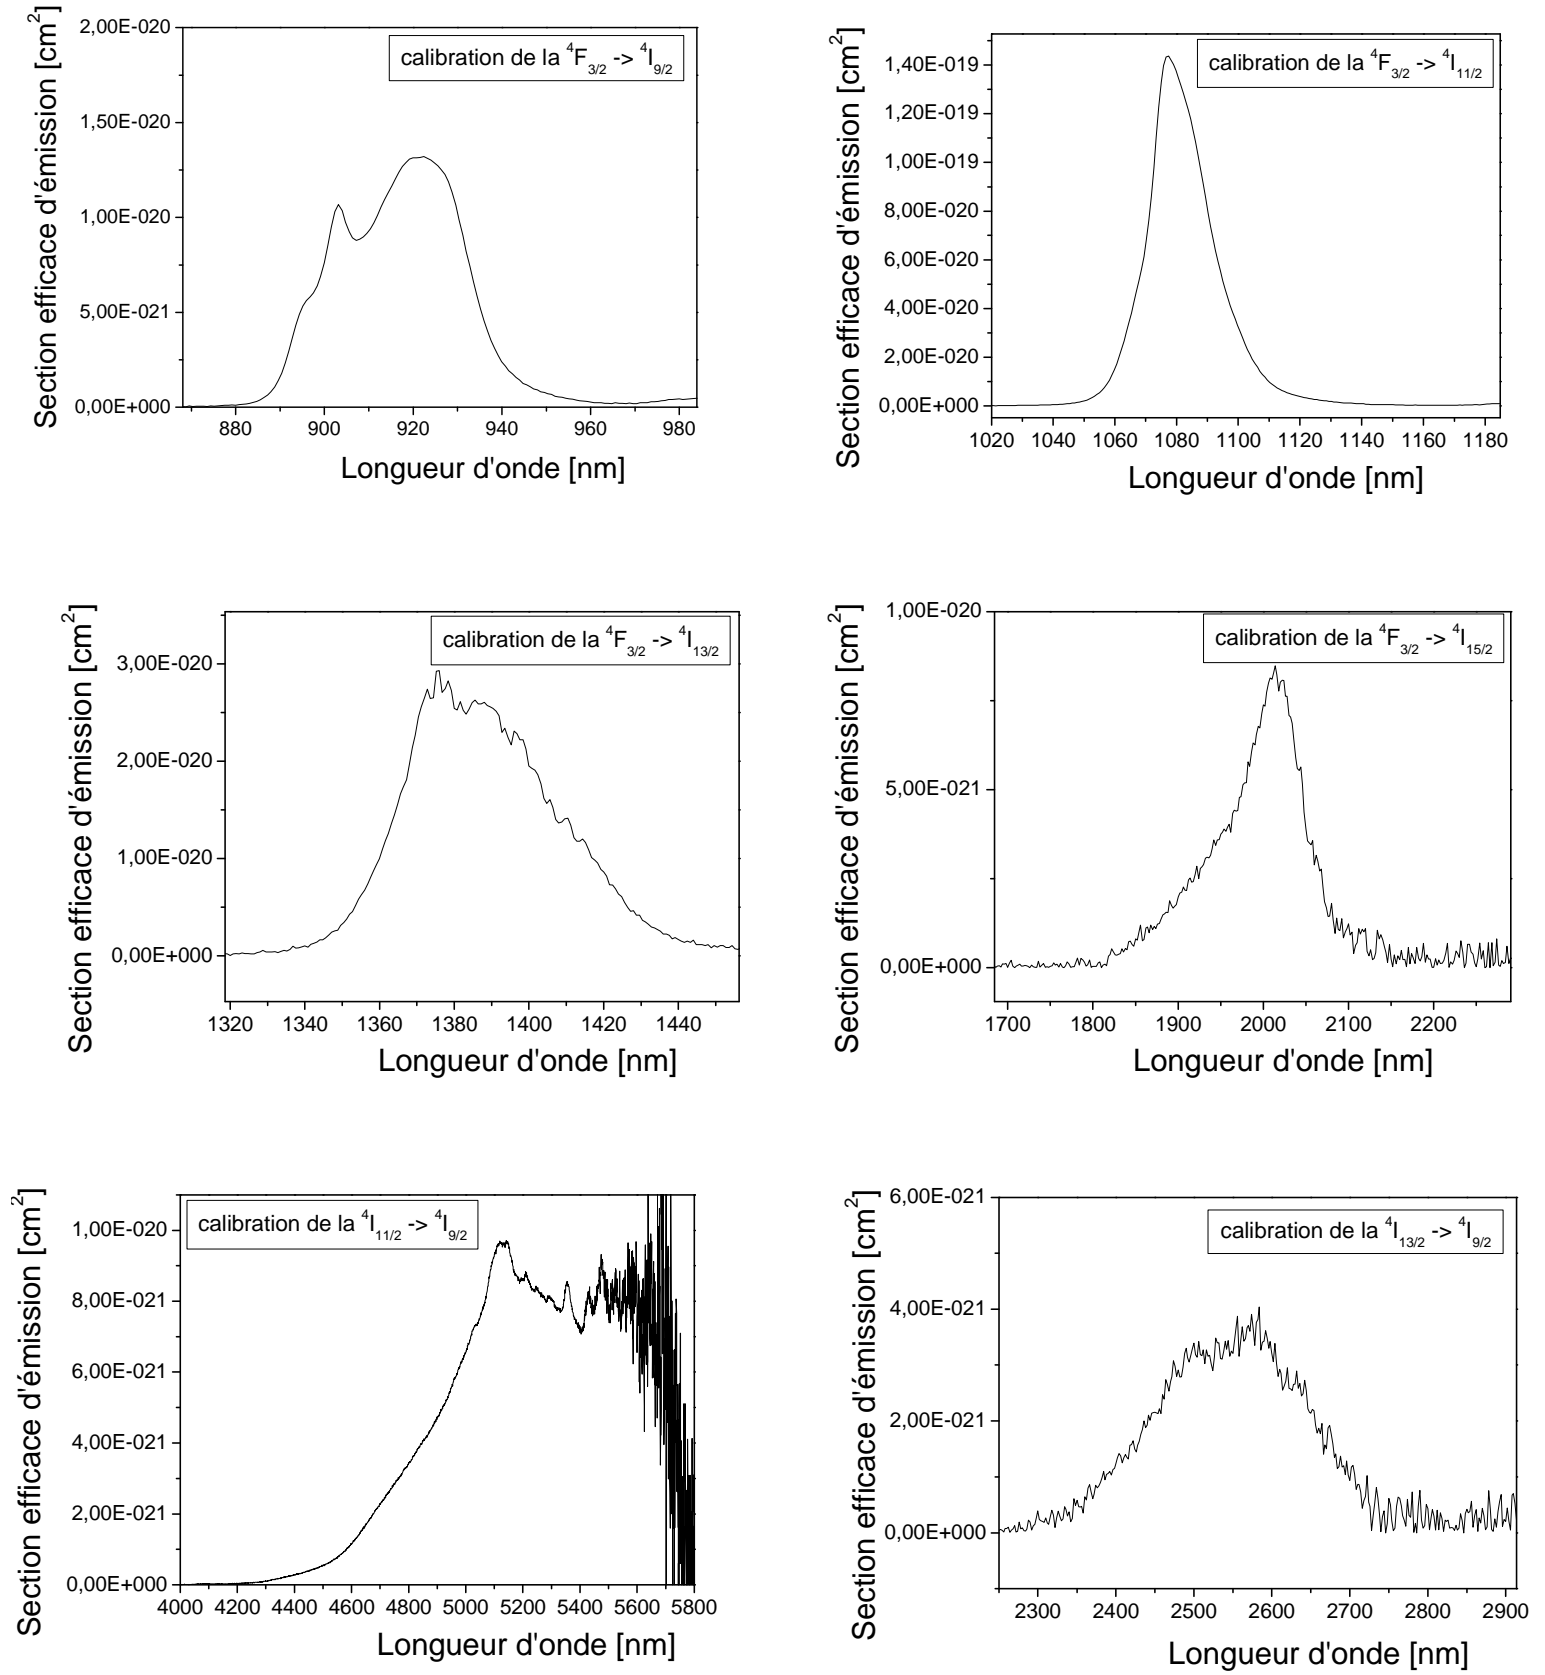 Section efficace d'émission [cm²]
2,00E-020
1,50E-020
1,00E-020
5,00E-021
0,00E+000
calibration de la ⁴F₃/₂ -> ⁴I₉/₂
880 900 920 940 960 980
Longueur d'onde [nm]
Section efficace d'émission [cm²]
1,40E-019
1,20E-019
1,00E-019
8,00E-020
6,00E-020
4,00E-020
2,00E-020
0,00E+000
calibration de la ⁴F₃/₂ -> ⁴I₁₁/₂
1020 1040 1060 1080 1100 1120 1140 1160 1180
Longueur d'onde [nm]
Section efficace d'émission [cm²]
3,00E-020
2,00E-020
1,00E-020
0,00E+000
calibration de la ⁴F₃/₂ -> ⁴I₁₃/₂
1320 1340 1360 1380 1400 1420 1440
Longueur d'onde [nm]
Section efficace d'émission [cm²]
1,00E-020
5,00E-021
0,00E+000
calibration de la ⁴F₃/₂ -> ⁴I₁₅/₂
1700 1800 1900 2000 2100 2200
Longueur d'onde [nm]
Section efficace d'émission [cm²]
1,00E-020
8,00E-021
6,00E-021
4,00E-021
2,00E-021
0,00E+000
calibration de la ⁴I₁₁/₂ -> ⁴I₉/₂
4000 4200 4400 4600 4800 5000 5200 5400 5600 5800
Longueur d'onde [nm]
Section efficace d'émission [cm²]
6,00E-021
4,00E-021
2,00E-021
0,00E+000
calibration de la ⁴I₁₃/₂ -> ⁴I₉/₂
2300 2400 2500 2600 2700 2800 2900
Longueur d'onde [nm]